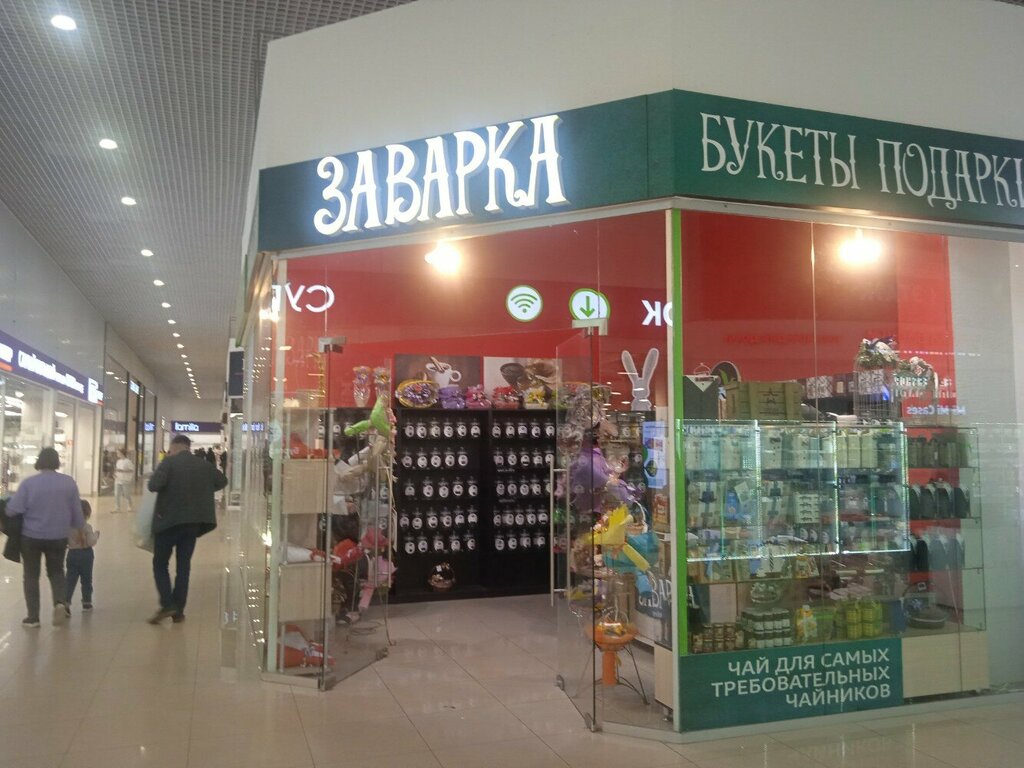 ЗАВАРКА
БУКЕТЫ ПОДАРКИ
ЧАЙ ДЛЯ САМЫХ
ТРЕБОВАТЕЛЬНЫХ
ЧАЙНИКОВ